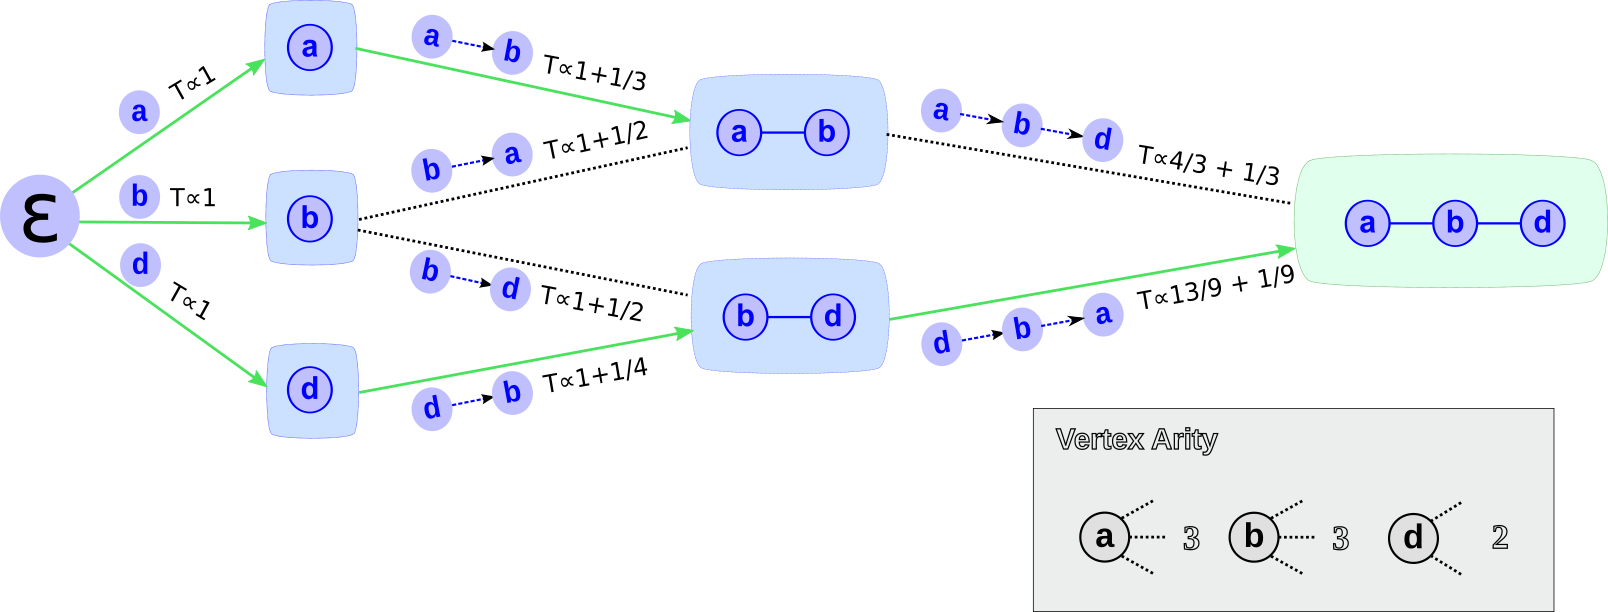 ε
a T∝1
b T∝1
d T∝1
a
b
d
a b T∝1+1/3
b a T∝1+1/2
b d T∝1+1/2
d b T∝1+1/4
a b
b d
a b d T∝4/3 + 1/3
d b a T∝13/9 + 1/9
a b d
Vertex Arity
a 3 b 3 d 2